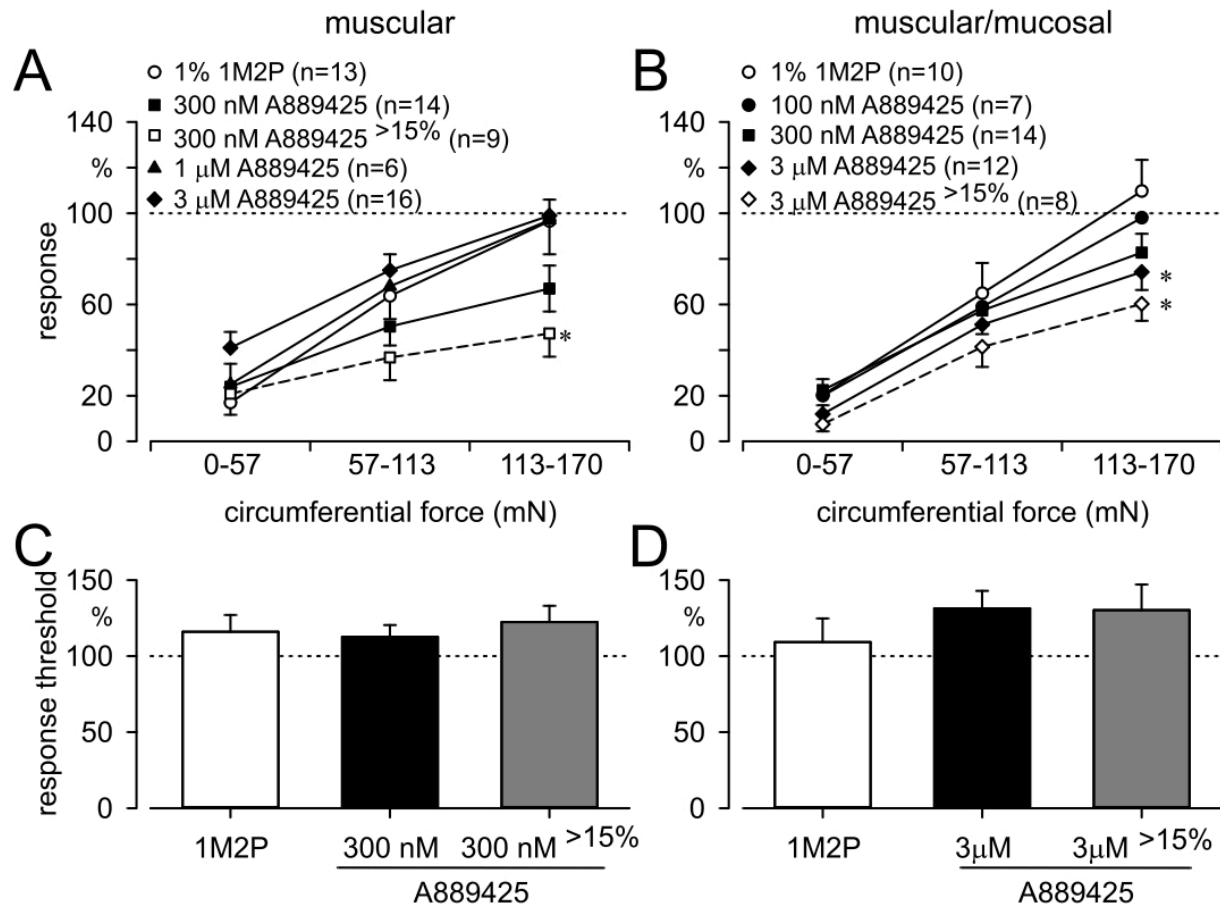 muscular
A
1% 1M2P (n=13)
300 nM A889425 (n=14)
300 nM A889425 >15% (n=9)
1 μM A889425 (n=6)
3 μM A889425 (n=16)
140
%
100
60
20
0
response
*
0-57 57-113 113-170
circumferential force (mN)
muscular/mucosal
B
1% 1M2P (n=10)
100 nM A889425 (n=7)
300 nM A889425 (n=14)
3 μM A889425 (n=12)
3 μM A889425 >15% (n=8)
140
%
100
60
20
0
*
*
0-57 57-113 113-170
circumferential force (mN)
C
150
%
100
50
0
response threshold
1M2P 300 nM 300 nM >15%
A889425
D
150
%
100
50
0
1M2P 3μM 3μM >15%
A889425